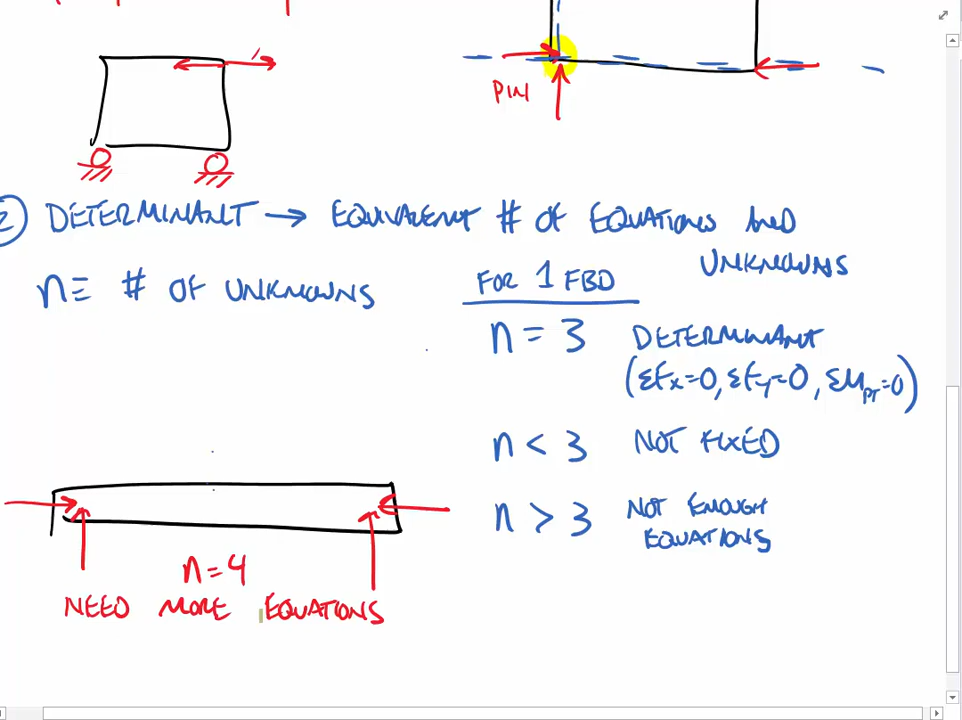 PIN
2 DETERMINANT → EQUIVALENT # OF EQUATIONS AND
UNKNOWNS
n ≡ # OF UNKNOWNS
FOR 1 FBD
n = 3 DETERMINANT
(ΣFx=0, ΣFy=0, ΣMPT=0)
n < 3 NOT FIXED
n > 3 NOT ENOUGH
EQUATIONS
n=4
NEED MORE EQUATIONS